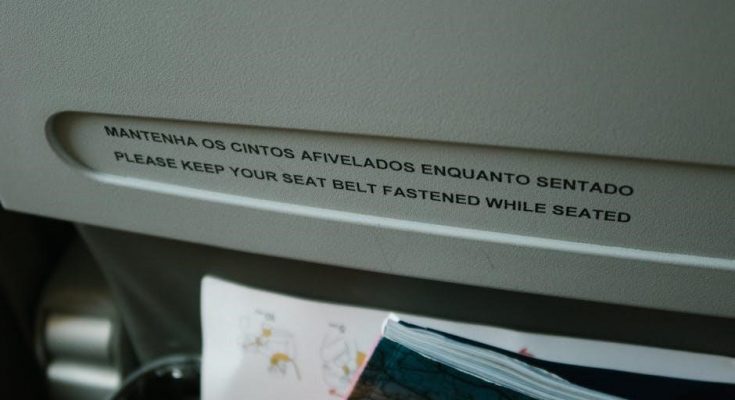 MANTENHA OS CINTOS AFIVELADOS ENQUANTO SENTADO
PLEASE KEEP YOUR SEAT BELT FASTENED WHILE SEATED